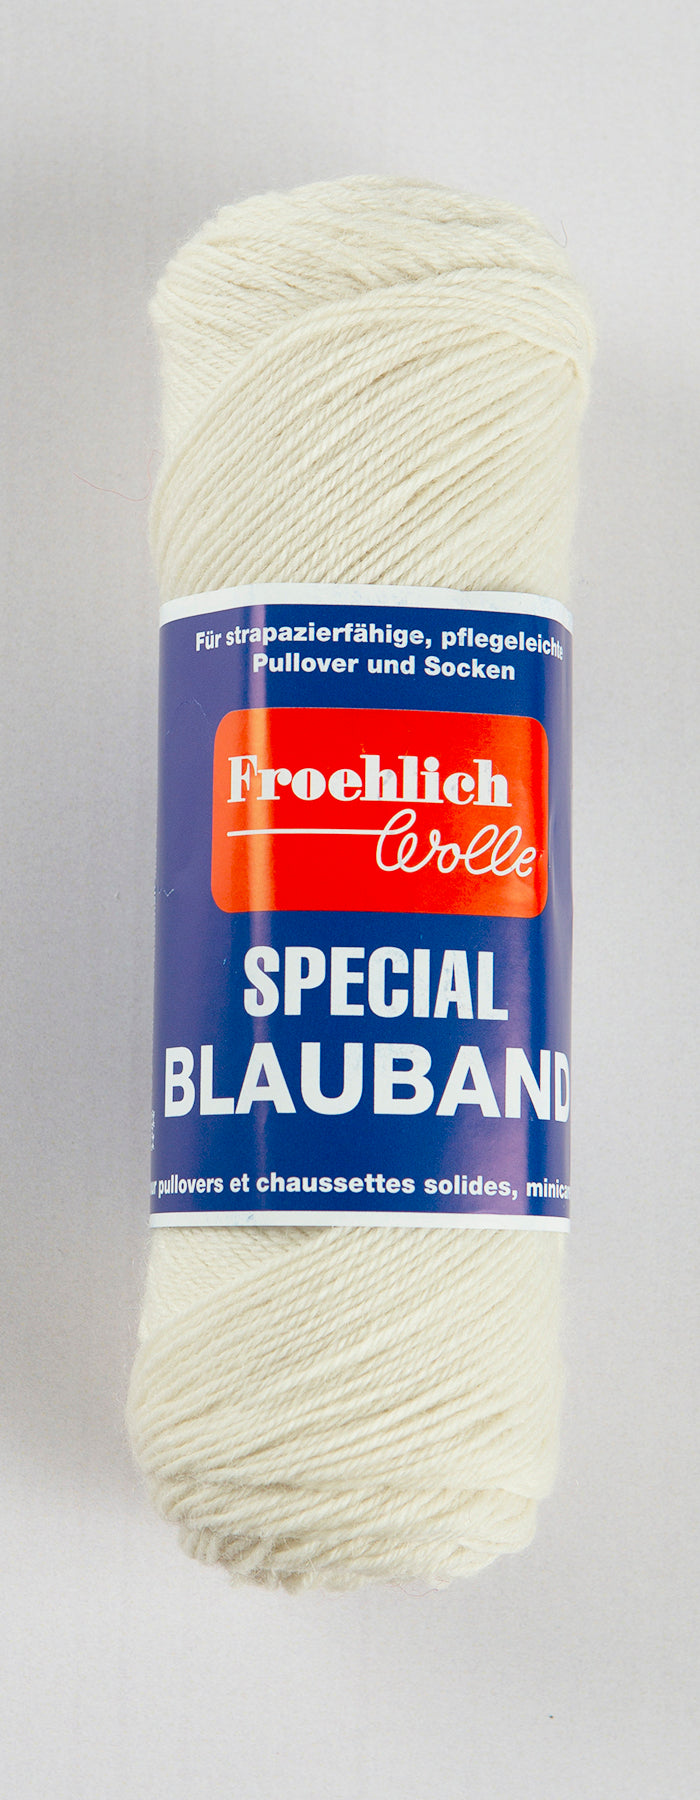 Für strapazierfähige, pflegeleichte
Pullover und Socken
Froehlich
Wolle
SPECIAL
BLAUBAND
pullovers et chaussettes solides,